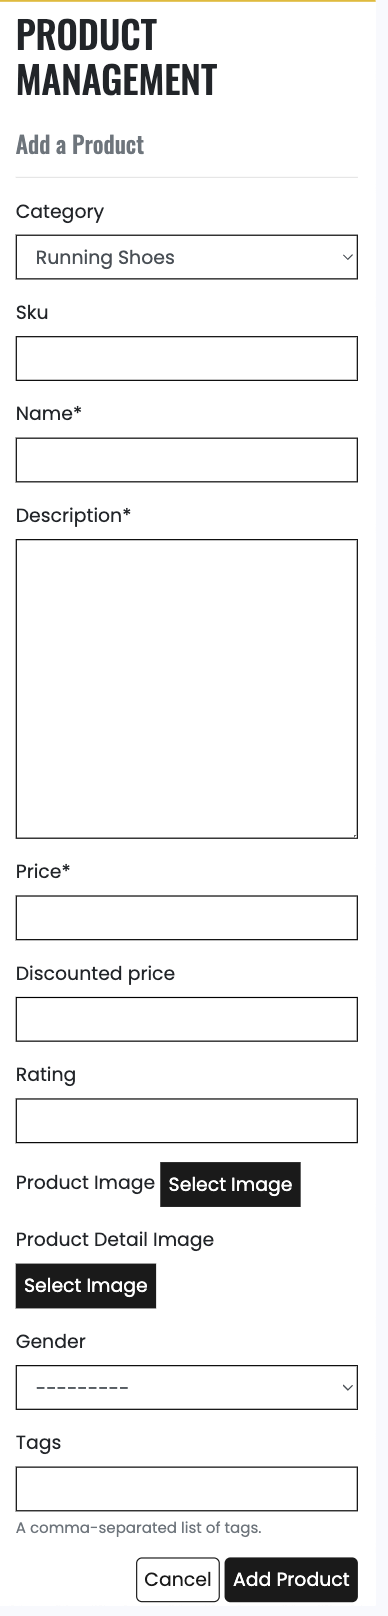 PRODUCT
MANAGEMENT
Add a Product
Category
Running Shoes
Sku
Name*
Description*
Price*
Discounted price
Rating
Product Image Select Image
Product Detail Image
Select Image
Gender
---------
Tags
A comma-separated list of tags.
Cancel Add Product